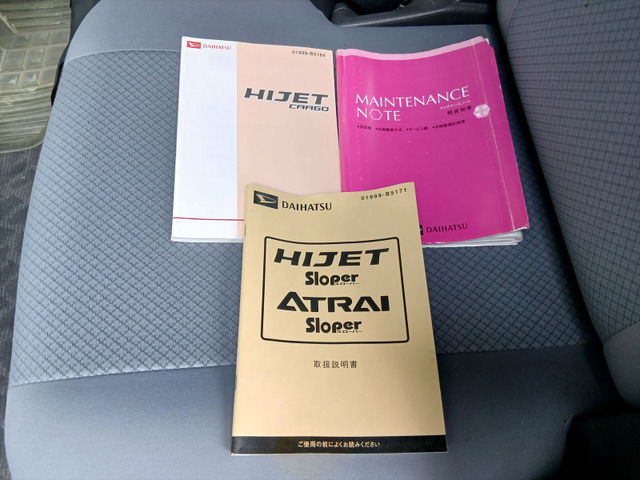 DAIHATSU
01999-B5164
HIJET
CARGO
MAINTENANCE
NOTE
メンテナンスノート
DAIHATSU
DAIHATSU
01999-B5171
HIJET
Sloper
スローパー
ATRAI
Sloper
スローパー
取扱説明書
ご使用の前によくお読みください